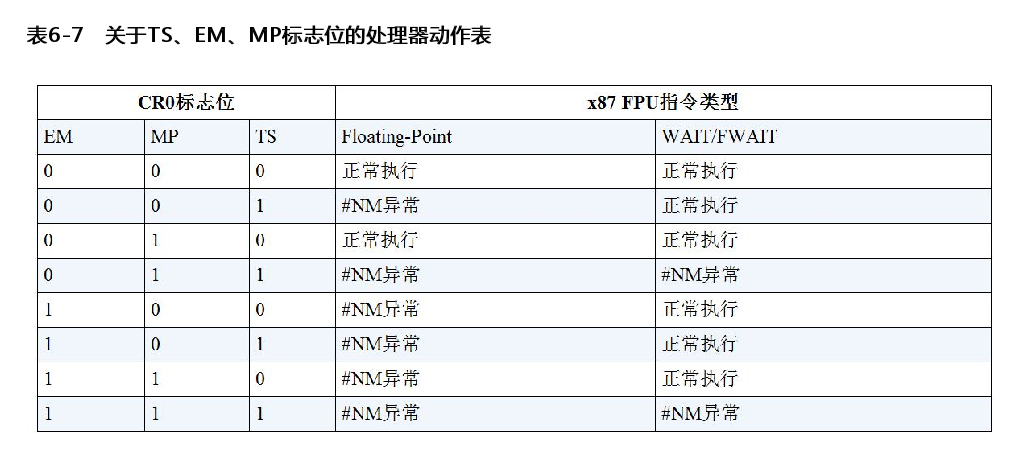 表6-7 关于TS、EM、MP标志位的处理器动作表
CR0标志位 x87 FPU指令类型
EM MP TS Floating-Point WAIT/FWAIT
0 0 0 正常执行 正常执行
0 0 1 #NM异常 正常执行
0 1 0 正常执行 正常执行
0 1 1 #NM异常 #NM异常
1 0 0 #NM异常 正常执行
1 0 1 #NM异常 正常执行
1 1 0 #NM异常 正常执行
1 1 1 #NM异常 #NM异常